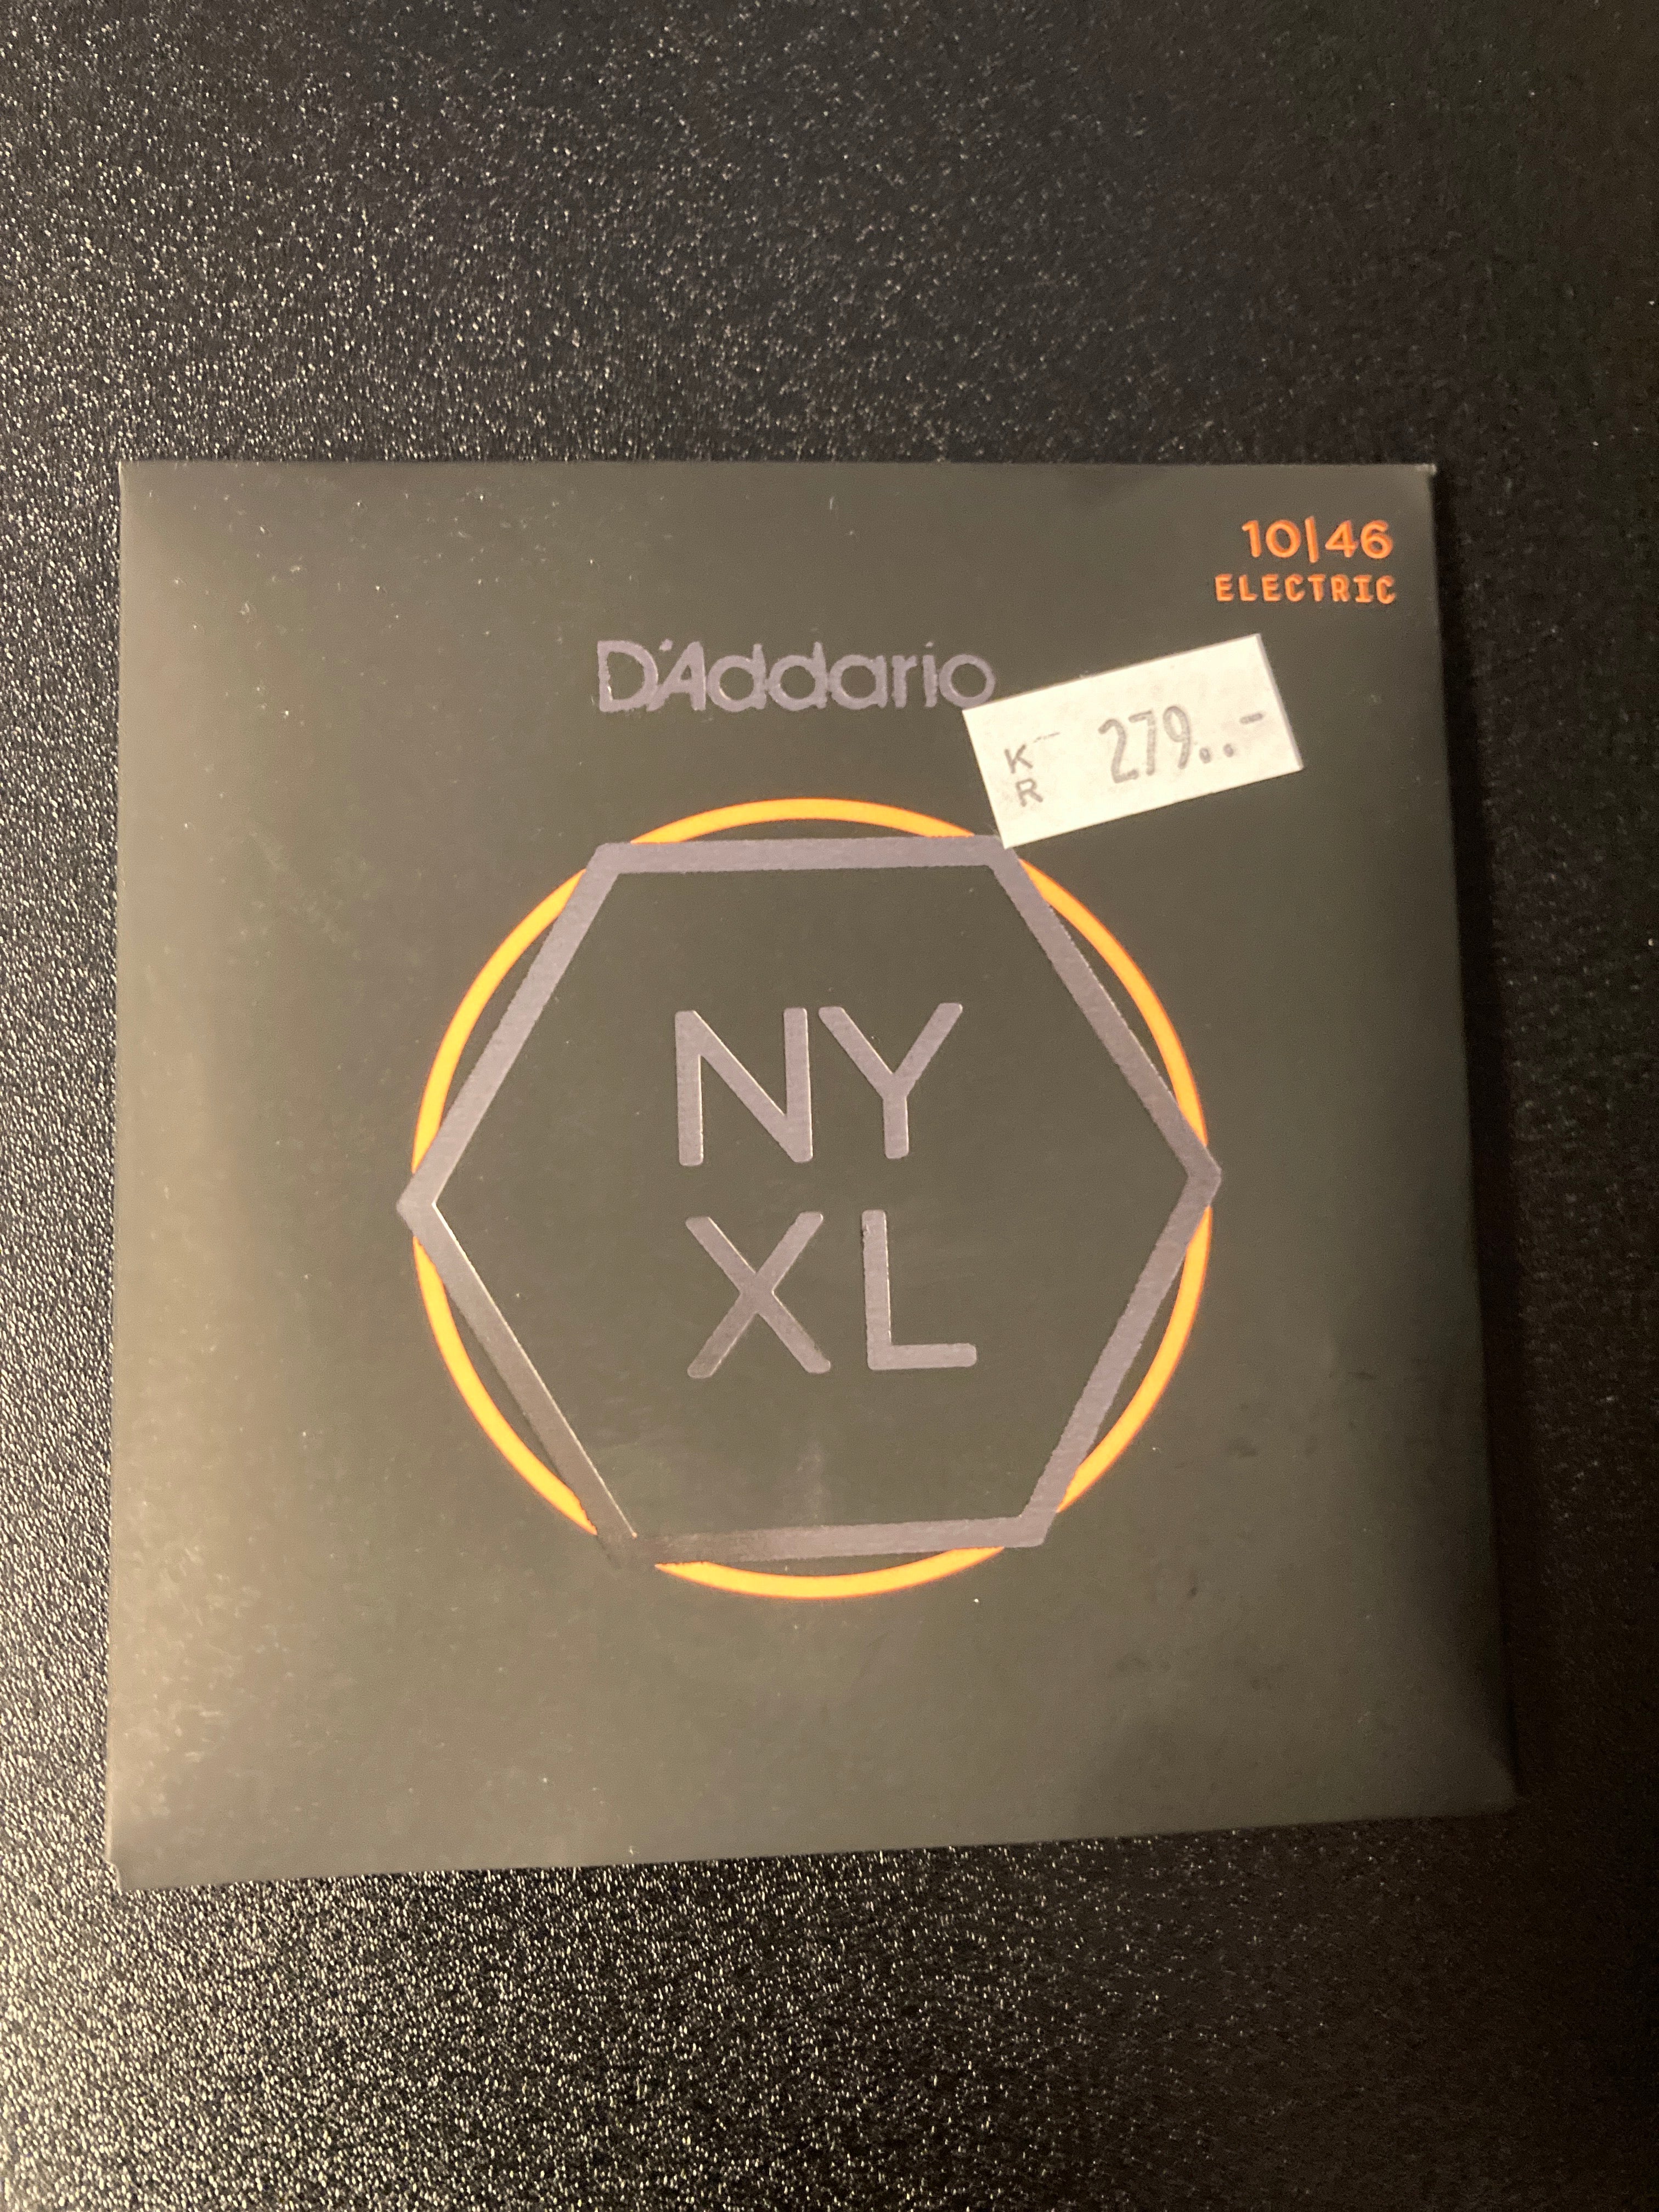 10|46
ELECTRIC
D'Addario
KR 279..-
NY
XL